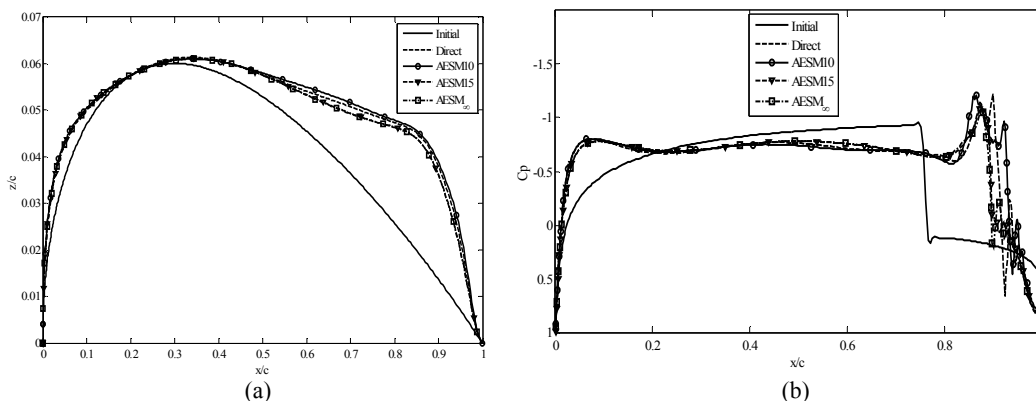 0.07
0.06
0.05
0.04
0.03
0.02
0.01
0
z/c
0 0.1 0.2 0.3 0.4 0.5 0.6 0.7 0.8 0.9 1
x/c
Initial
Direct
AESM10
AESM15
AESM∞
(a)
-1.5
-1
-0.5
0
0.5
1
Cp
0 0.2 0.4 0.6 0.8
x/c
Initial
Direct
AESM10
AESM15
AESM∞
(b)